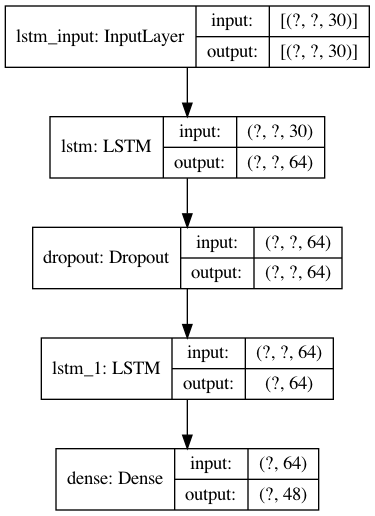 lstm_input: InputLayer
input: [(?, ?, 30)]
output: [(?, ?, 30)]
lstm: LSTM
input: (?, ?, 30)
output: (?, ?, 64)
dropout: Dropout
input: (?, ?, 64)
output: (?, ?, 64)
lstm_1: LSTM
input: (?, ?, 64)
output: (?, 64)
dense: Dense
input: (?, 64)
output: (?, 48)